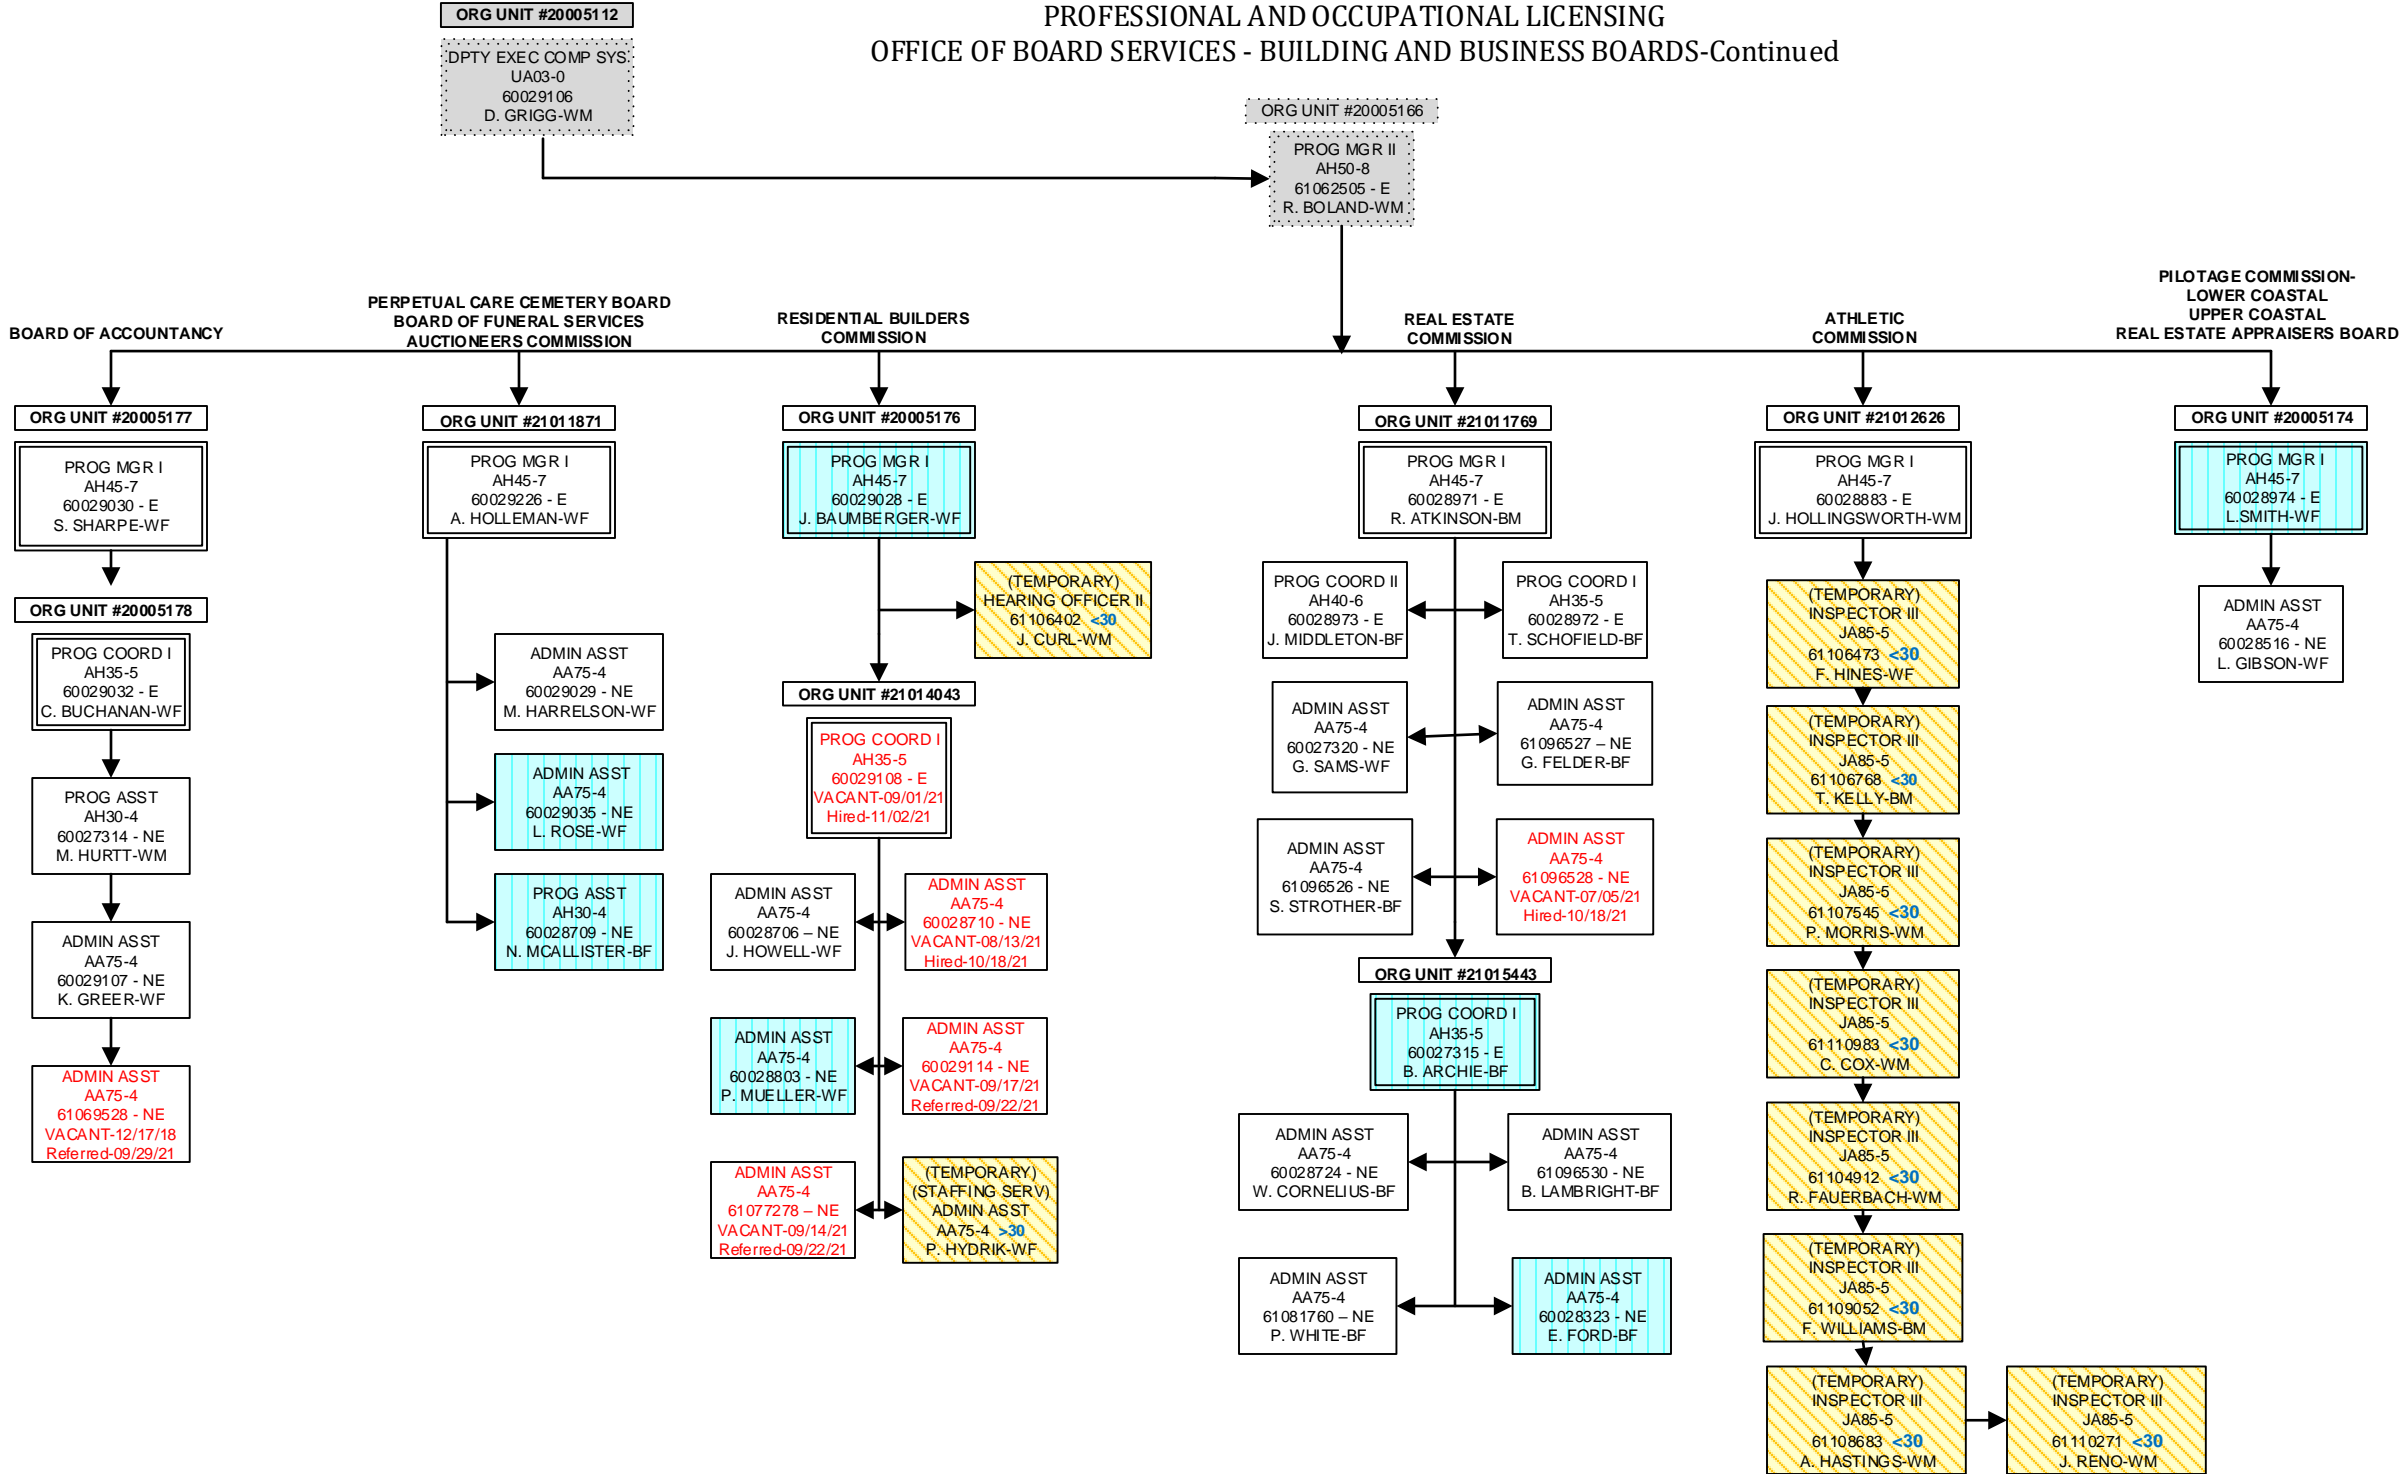 ORG UNIT #20005112
PROFESSIONAL AND OCCUPATIONAL LICENSING
OFFICE OF BOARD SERVICES - BUILDING AND BUSINESS BOARDS-Continued
DPTY EXEC COMP SYS
UA03-0
60029106
D. GRIGG-WM
ORG UNIT #20005166
PROG MGR II
AH50-8
61062505 - E
R. BOLAND-WM
BOARD OF ACCOUNTANCY
ORG UNIT #20005177
PROG MGR I
AH45-7
60029030 - E
S. SHARPE-WF
ORG UNIT #20005178
PROG COORD I
AH35-5
60029032 - E
C. BUCHANAN-WF
PROG ASST
AH30-4
60027314 - NE
M. HURTT-WM
ADMIN ASST
AA75-4
60029107 - NE
K. GREER-WF
ADMIN ASST
AA75-4
61069528 - NE
VACANT-12/17/18
Referred-09/29/21
PERPETUAL CARE CEMETERY BOARD
BOARD OF FUNERAL SERVICES
AUCTIONEERS COMMISSION
ORG UNIT #21011871
PROG MGR I
AH45-7
60029226 - E
A. HOLLEMAN-WF
ADMIN ASST
AA75-4
60029029 - NE
M. HARRELSON-WF
ADMIN ASST
AA75-4
60029035 - NE
L. ROSE-WF
PROG ASST
AH30-4
60028709 - NE
N. MCALLISTER-BF
RESIDENTIAL BUILDERS
COMMISSION
ORG UNIT #20005176
PROG MGR I
AH45-7
60029028 - E
J. BAUMBERGER-WF
(TEMPORARY)
HEARING OFFICER II
61106402 <30
J. CURL-WM
ORG UNIT #21014043
PROG COORD I
AH35-5
60029108 - E
VACANT-09/01/21
Hired-11/02/21
ADMIN ASST
AA75-4
60028706 – NE
J. HOWELL-WF
ADMIN ASST
AA75-4
60028710 - NE
VACANT-08/13/21
Hired-10/18/21
ADMIN ASST
AA75-4
60028803 - NE
P. MUELLER-WF
ADMIN ASST
AA75-4
60029114 - NE
VACANT-09/17/21
Referred-09/22/21
ADMIN ASST
AA75-4
61077278 – NE
VACANT-09/14/21
Referred-09/22/21
(TEMPORARY)
(STAFFING SERV)
ADMIN ASST
AA75-4 >30
P. HYDRIK-WF
REAL ESTATE
COMMISSION
ORG UNIT #21011769
PROG MGR I
AH45-7
60028971 - E
R. ATKINSON-BM
PROG COORD II
AH40-6
60028973 - E
J. MIDDLETON-BF
PROG COORD I
AH35-5
60028972 - E
T. SCHOFIELD-BF
ADMIN ASST
AA75-4
60027320 - NE
G. SAMS-WF
ADMIN ASST
AA75-4
61096527 – NE
G. FELDER-BF
ADMIN ASST
AA75-4
61096526 - NE
S. STROTHER-BF
ADMIN ASST
AA75-4
61096528 - NE
VACANT-07/05/21
Hired-10/18/21
ORG UNIT #21015443
PROG COORD I
AH35-5
60027315 - E
B. ARCHIE-BF
ADMIN ASST
AA75-4
60028724 - NE
W. CORNELIUS-BF
ADMIN ASST
AA75-4
61096530 - NE
B. LAMBRIGHT-BF
ADMIN ASST
AA75-4
61081760 – NE
P. WHITE-BF
ADMIN ASST
AA75-4
60028323 - NE
E. FORD-BF
ATHLETIC
COMMISSION
ORG UNIT #21012626
PROG MGR I
AH45-7
60028883 - E
J. HOLLINGSWORTH-WM
(TEMPORARY)
INSPECTOR III
JA85-5
61106473 <30
F. HINES-WF
(TEMPORARY)
INSPECTOR III
JA85-5
61106768 <30
T. KELLY-BM
(TEMPORARY)
INSPECTOR III
JA85-5
61107545 <30
P. MORRIS-WM
(TEMPORARY)
INSPECTOR III
JA85-5
61110983 <30
C. COX-WM
(TEMPORARY)
INSPECTOR III
JA85-5
61104912 <30
R. FAUERBACH-WM
(TEMPORARY)
INSPECTOR III
JA85-5
61109052 <30
F. WILLIAMS-BM
(TEMPORARY)
INSPECTOR III
JA85-5
61108683 <30
A. HASTINGS-WM
(TEMPORARY)
INSPECTOR III
JA85-5
61110271 <30
J. RENO-WM
PILOTAGE COMMISSION-
LOWER COASTAL
UPPER COASTAL
REAL ESTATE APPRAISERS BOARD
ORG UNIT #20005174
PROG MGR I
AH45-7
60028974 - E
L.SMITH-WF
ADMIN ASST
AA75-4
60028516 - NE
L. GIBSON-WF